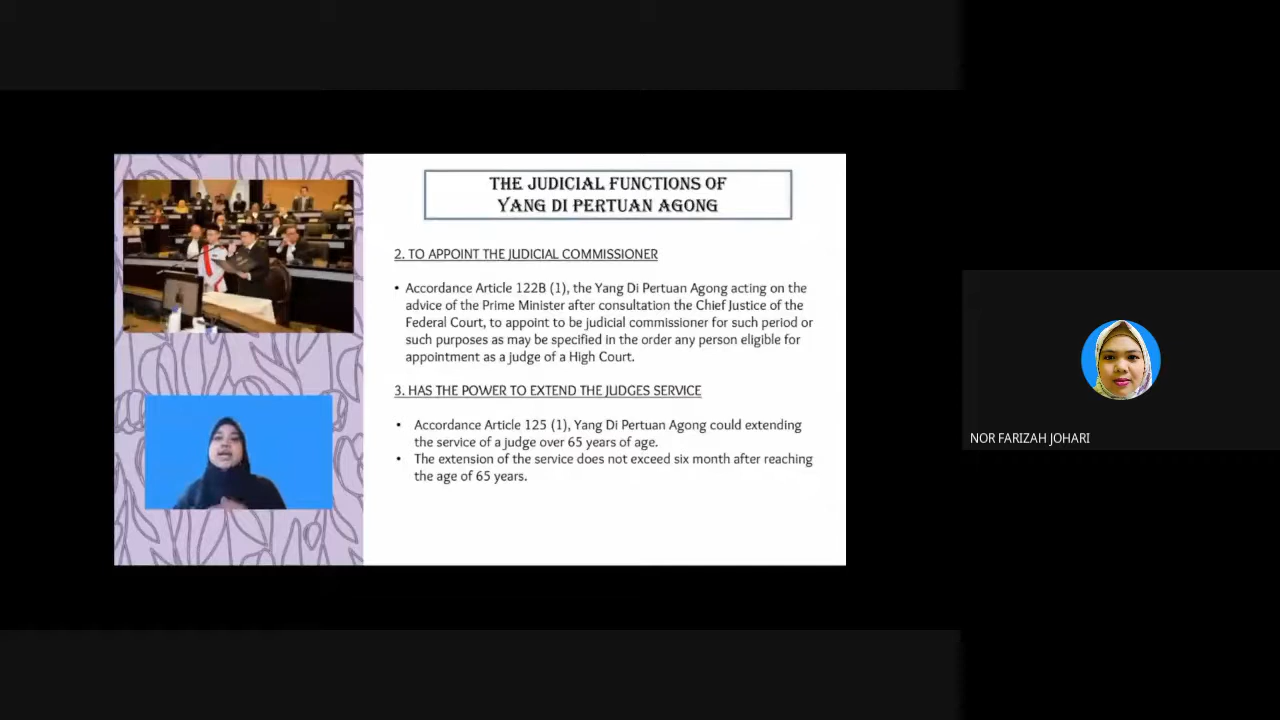 THE JUDICIAL FUNCTIONS OF
YANG DI PERTUAN AGONG
2. TO APPOINT THE JUDICIAL COMMISSIONER
• Accordance Article 122B (1), the Yang Di Pertuan Agong acting on the
advice of the Prime Minister after consultation the Chief Justice of the
Federal Court, to appoint to be judicial commissioner for such period or
such purposes as may be specified in the order any person eligible for
appointment as a judge of a High Court.
3. HAS THE POWER TO EXTEND THE JUDGES SERVICE
• Accordance Article 125 (1), Yang Di Pertuan Agong could extending
the service of a judge over 65 years of age.
• The extension of the service does not exceed six month after reaching
the age of 65 years.
NOR FARIZAH JOHARI